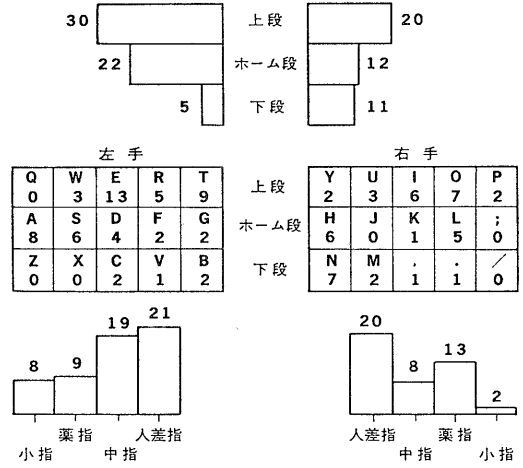 30 上段 20
22 ホーム段 12
5 下段 11
左手 右手
Q W E R T Y U I O P
0 3 13 5 9 上段 2 3 6 7 2
A S D F G H J K L ;
8 6 4 2 2 ホーム段 6 0 1 5 0
Z X C V B N M . . /
0 0 2 1 2 下段 7 2 1 1 0
8 9 19 21 20 8 13 2
小指 薬指 中指 人差指 人差指 中指 薬指 小指